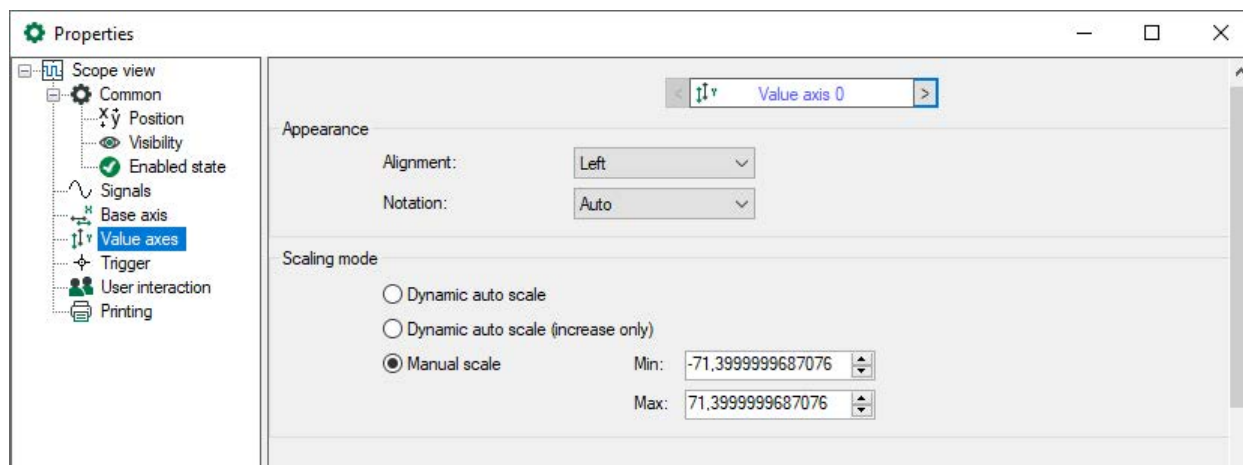 Properties
Scope view
Common
Position
Visibility
Enabled state
Signals
Base axis
Value axes
Trigger
User interaction
Printing
< Value axis 0 >
Appearance
Alignment: Left
Notation: Auto
Scaling mode
Dynamic auto scale
Dynamic auto scale (increase only)
Manual scale Min: -71,3999999687076
Max: 71,3999999687076